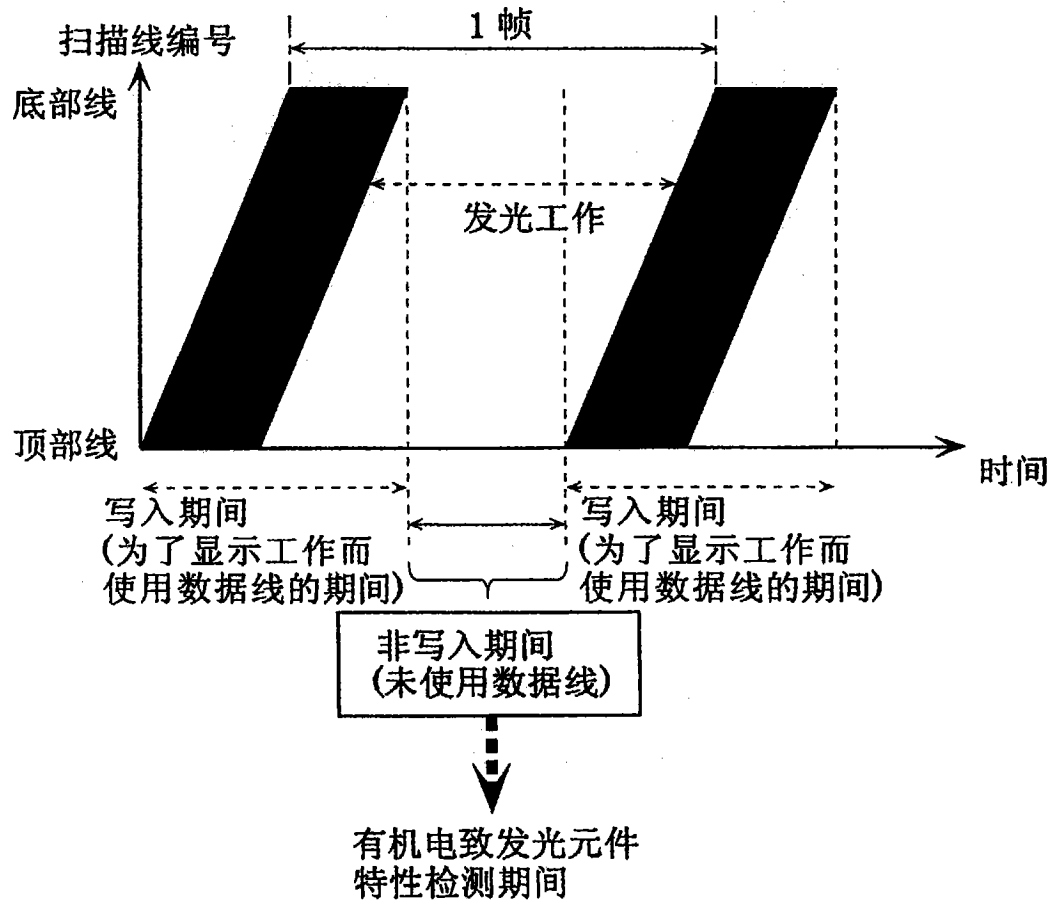 1 帧
扫描线编号
底部线
发光工作
顶部线
时间
写入期间
(为了显示工作而
使用数据线的期间)
写入期间
(为了显示工作而
使用数据线的期间)
非写入期间
(未使用数据线)
有机电致发光元件
特性检测期间